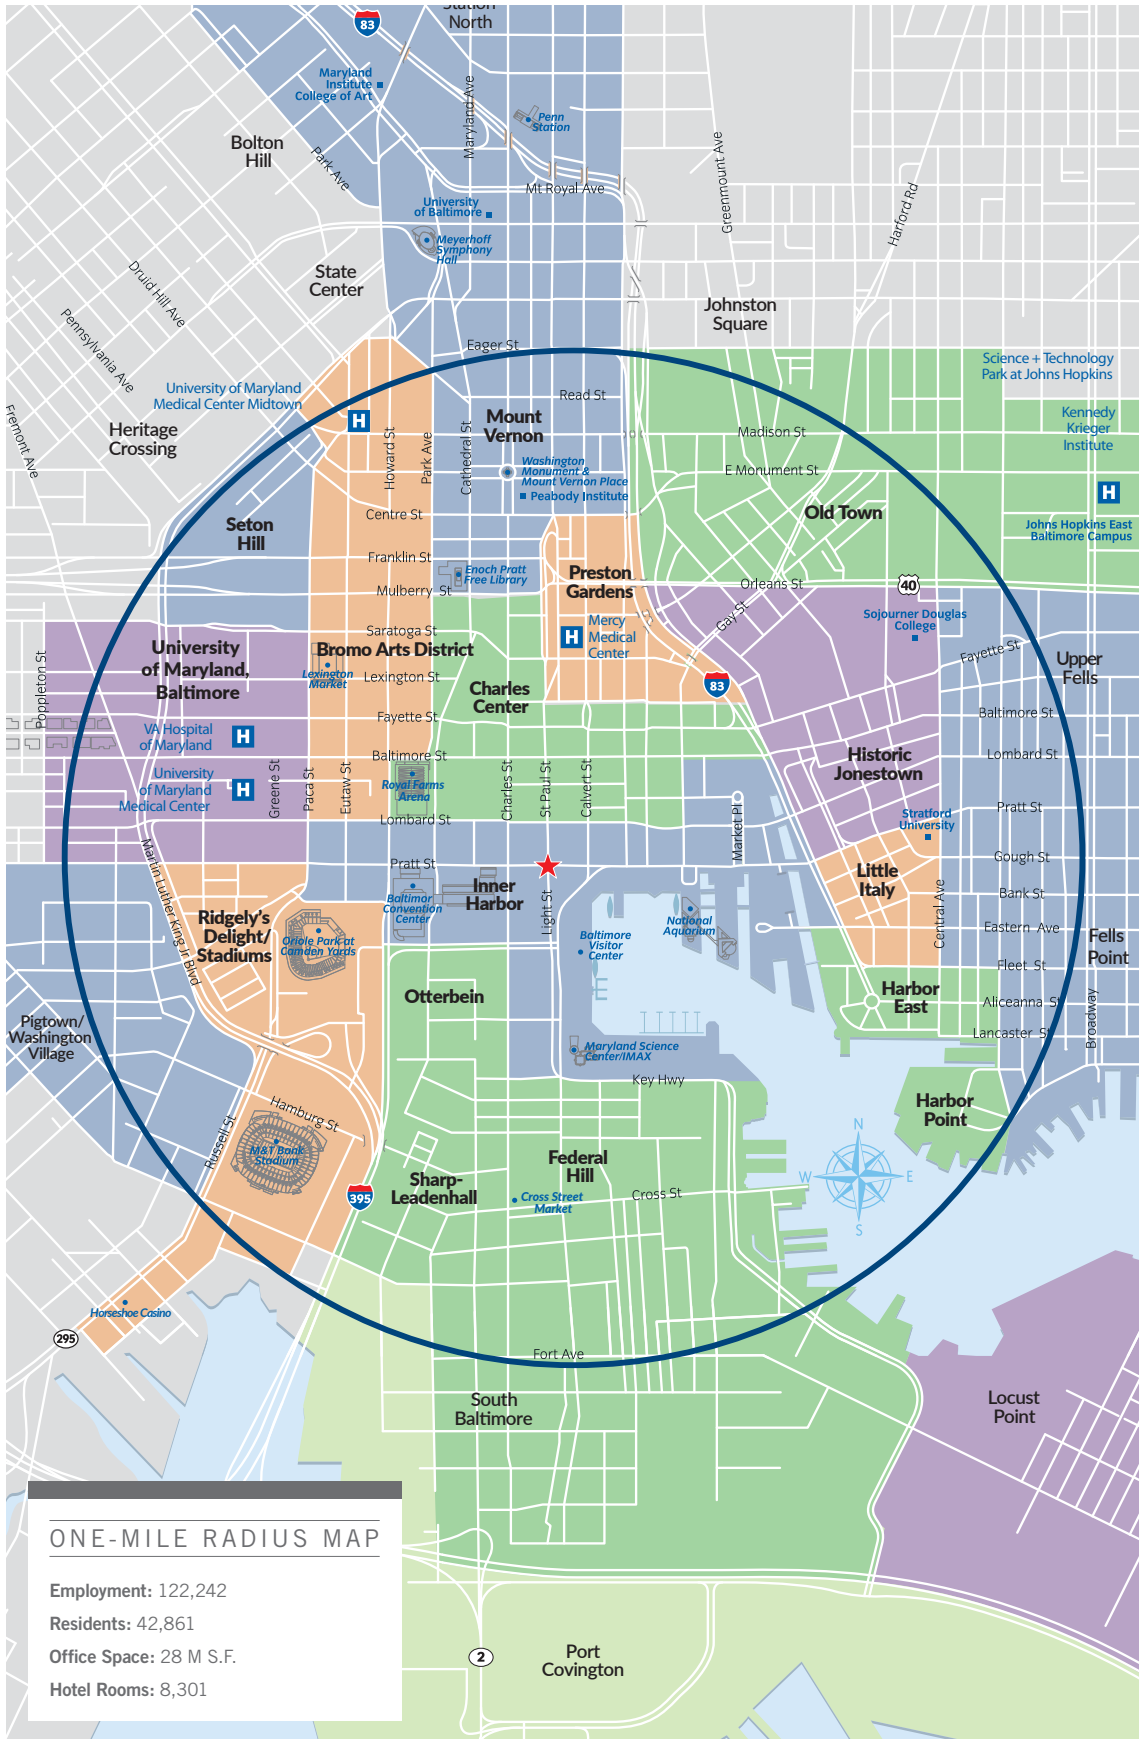 Station
North
83
Maryland
Institute
College of Art
Maryland Ave
Penn
Station
Bolton
Hill
Park Ave
Greenmount Ave
Harford Rd
Mt Royal Ave
University
of Baltimore
Meyerhoff
Symphony
Hall
State
Center
Druid Hill Ave
Pennsylvania Ave
Johnston
Square
Eager St
Science + Technology
Park at Johns Hopkins
University of Maryland
Medical Center Midtown
Read St
Fremont Ave
H
Heritage
Crossing
Mount
Vernon
Kennedy
Krieger
Institute
Howard St
Park Ave
Cathedral St
Madison St
Washington
Monument &
Mount Vernon Place
Peabody Institute
E Monument St
H
Centre St
Old Town
Johns Hopkins East
Baltimore Campus
Seton
Hill
Franklin St
Enoch Pratt
Free Library
Preston
Gardens
Mulberry St
Orleans St
40
Gay St
Sojourner Douglas
College
Saratoga St
H
Mercy
Medical
Center
University
of Maryland,
Baltimore
Bromo Arts District
Lexington
Market
Lexington St
Fayette St
Upper
Fells
Poppleton St
Charles
Center
83
Fayette St
Baltimore St
VA Hospital
of Maryland
H
Baltimore St
Lombard St
Historic
Jonestown
University
of Maryland
Medical Center
H
Greene St
Paca St
Eutaw St
Royal Farms
Arena
Charles St
St Paul St
Calvert St
Market Pl
Pratt St
Stratford
University
Lombard St
Martin Luther King Jr Blvd
Pratt St
Gough St
Little
Italy
Inner
Harbor
Baltimor
Convention
Center
Light St
Bank St
Central Ave
Ridgely's
Delight/
Stadiums
Oriole Park at
Camden Yards
National
Aquarium
Eastern Ave
Fells
Point
Baltimore
Visitor
Center
Fleet St
Otterbein
Harbor
East
Aliceanna St
Broadway
Pigtown/
Washington
Village
Lancaster St
Maryland Science
Center/IMAX
Key Hwy
Hamburg St
Russell St
Harbor
Point
M&T Bank
Stadium
N
W
E
S
Federal
Hill
Sharp-
Leadenhall
395
Cross Street
Market
Cross St
Horseshoe Casino
295
Fort Ave
South
Baltimore
Locust
Point
ONE-MILE RADIUS MAP
Employment: 122,242
Residents: 42,861
Office Space: 28 M S.F.
Hotel Rooms: 8,301
2
Port
Covington